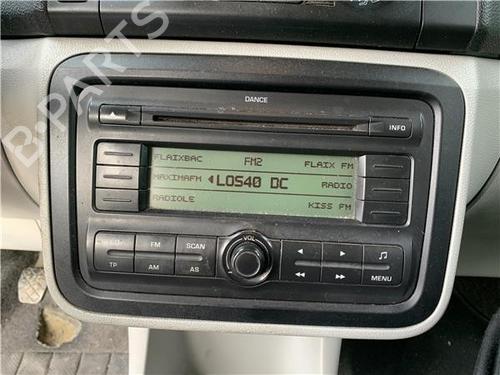 B-PARTS
DANCE
INFO
FLAIXBAC FM2 FLAIX FM
MAXIMAFM LOS40 DC RADIO
RADIOLE KISS FM
FM SCAN VOL
TP AM AS MENU